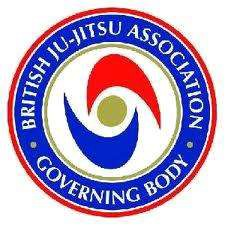 BRITISH JU-JITSU ASSOCIATION
GOVERNING BODY